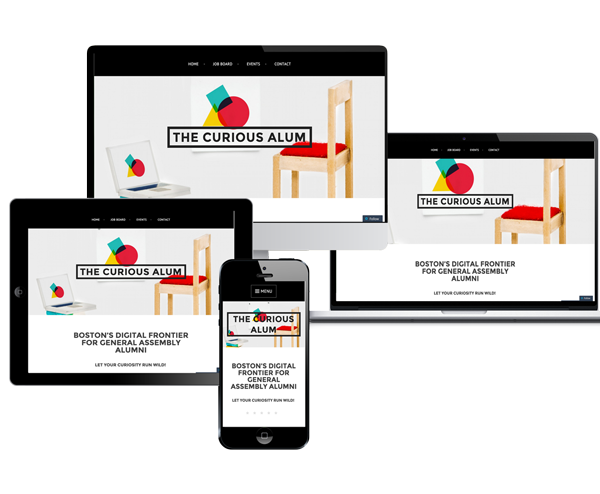 HOME JOB BOARD EVENTS CONTACT
THE CURIOUS ALUM
Follow
HOME JOB BOARD EVENTS CONTACT
THE CURIOUS ALUM
BOSTON'S DIGITAL FRONTIER
FOR GENERAL ASSEMBLY
ALUMNI
LET YOUR CURIOSITY RUN WILD!
HOME JOB BOARD EVENTS CONTACT
THE CURIOUS ALUM
BOSTON'S DIGITAL FRONTIER
FOR GENERAL ASSEMBLY
ALUMNI
LET YOUR CURIOSITY RUN WILD!
MENU
THE CURIOUS
ALUM
BOSTON'S DIGITAL
FRONTIER FOR
GENERAL
ASSEMBLY ALUMNI
LET YOUR CURIOSITY RUN WILD!